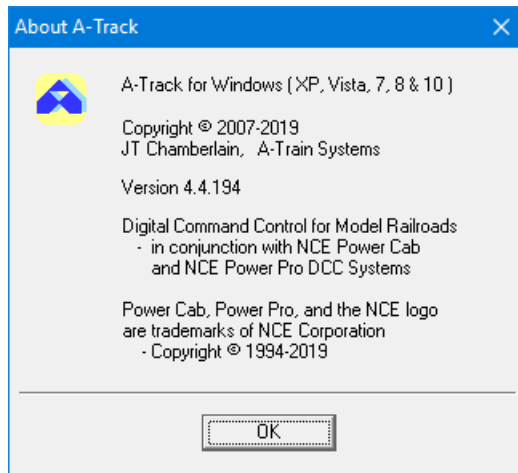 About A-Track
A-Track for Windows ( XP, Vista, 7, 8 & 10 )
Copyright © 2007-2019
JT Chamberlain, A-Train Systems
Version 4.4.194
Digital Command Control for Model Railroads
- in conjunction with NCE Power Cab
and NCE Power Pro DCC Systems
Power Cab, Power Pro, and the NCE logo
are trademarks of NCE Corporation
- Copyright © 1994-2019
OK